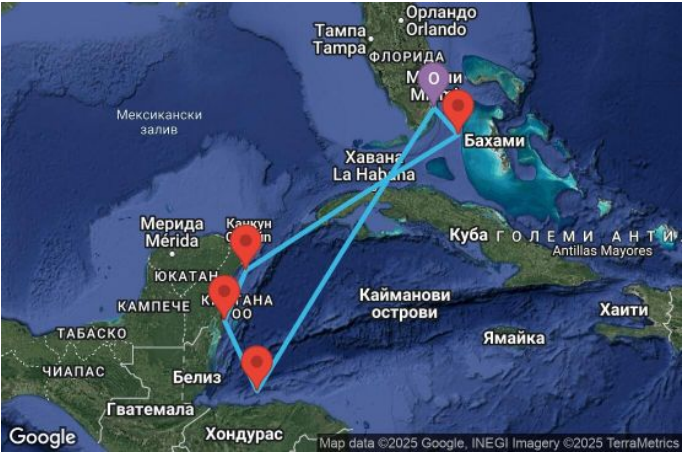 Орландо
Orlando
Тампа
Tampa
ФЛОРИДА
О
Мексикански
залив
Бахами
Хавана
La Habana
Мерида
Mérida
Канкун
Куба
ГОЛЕМИ АНТИ
Antillas Mayores
ЮКАТАН
КАМПЕЧЕ
Кайманови
острови
Хаити
ТАБАСКО
Ямайка
ЧИАПАС
Белиз
Гватемала
Хондурас
Google
Map data ©2025 Google, INEGI Imagery ©2025 TerraMetrics